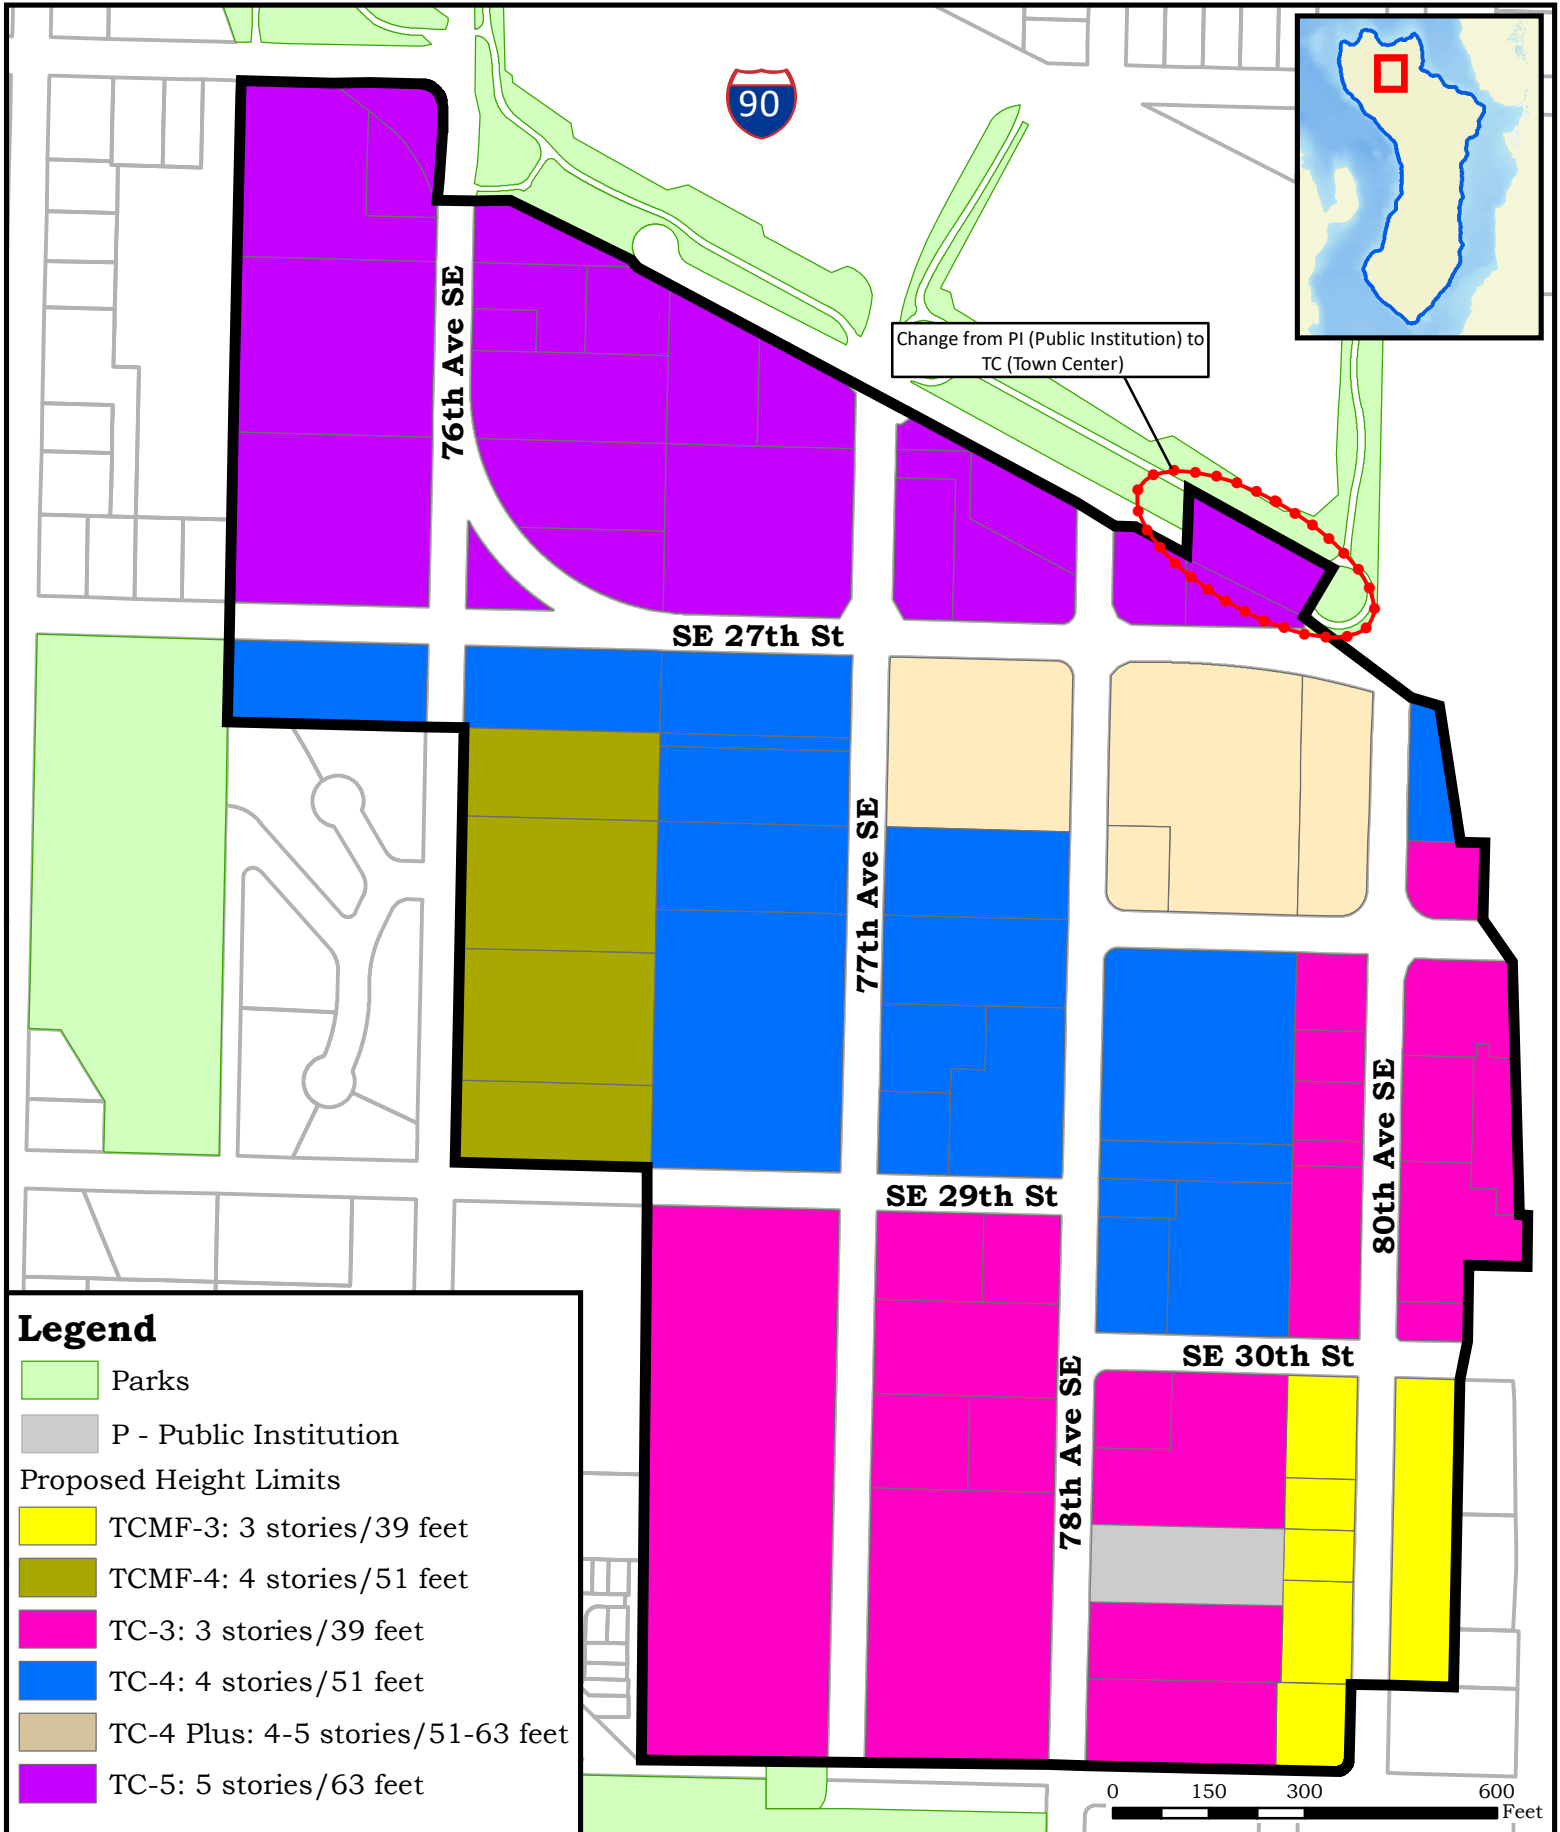 90
Change from PI (Public Institution) to
TC (Town Center)
76th Ave SE
SE 27th St
77th Ave SE
80th Ave SE
SE 29th St
SE 30th St
78th Ave SE
Legend
Parks
P - Public Institution
Proposed Height Limits
TCMF-3: 3 stories/39 feet
TCMF-4: 4 stories/51 feet
TC-3: 3 stories/39 feet
TC-4: 4 stories/51 feet
TC-4 Plus: 4-5 stories/51-63 feet
TC-5: 5 stories/63 feet
0 150 300 600
Feet